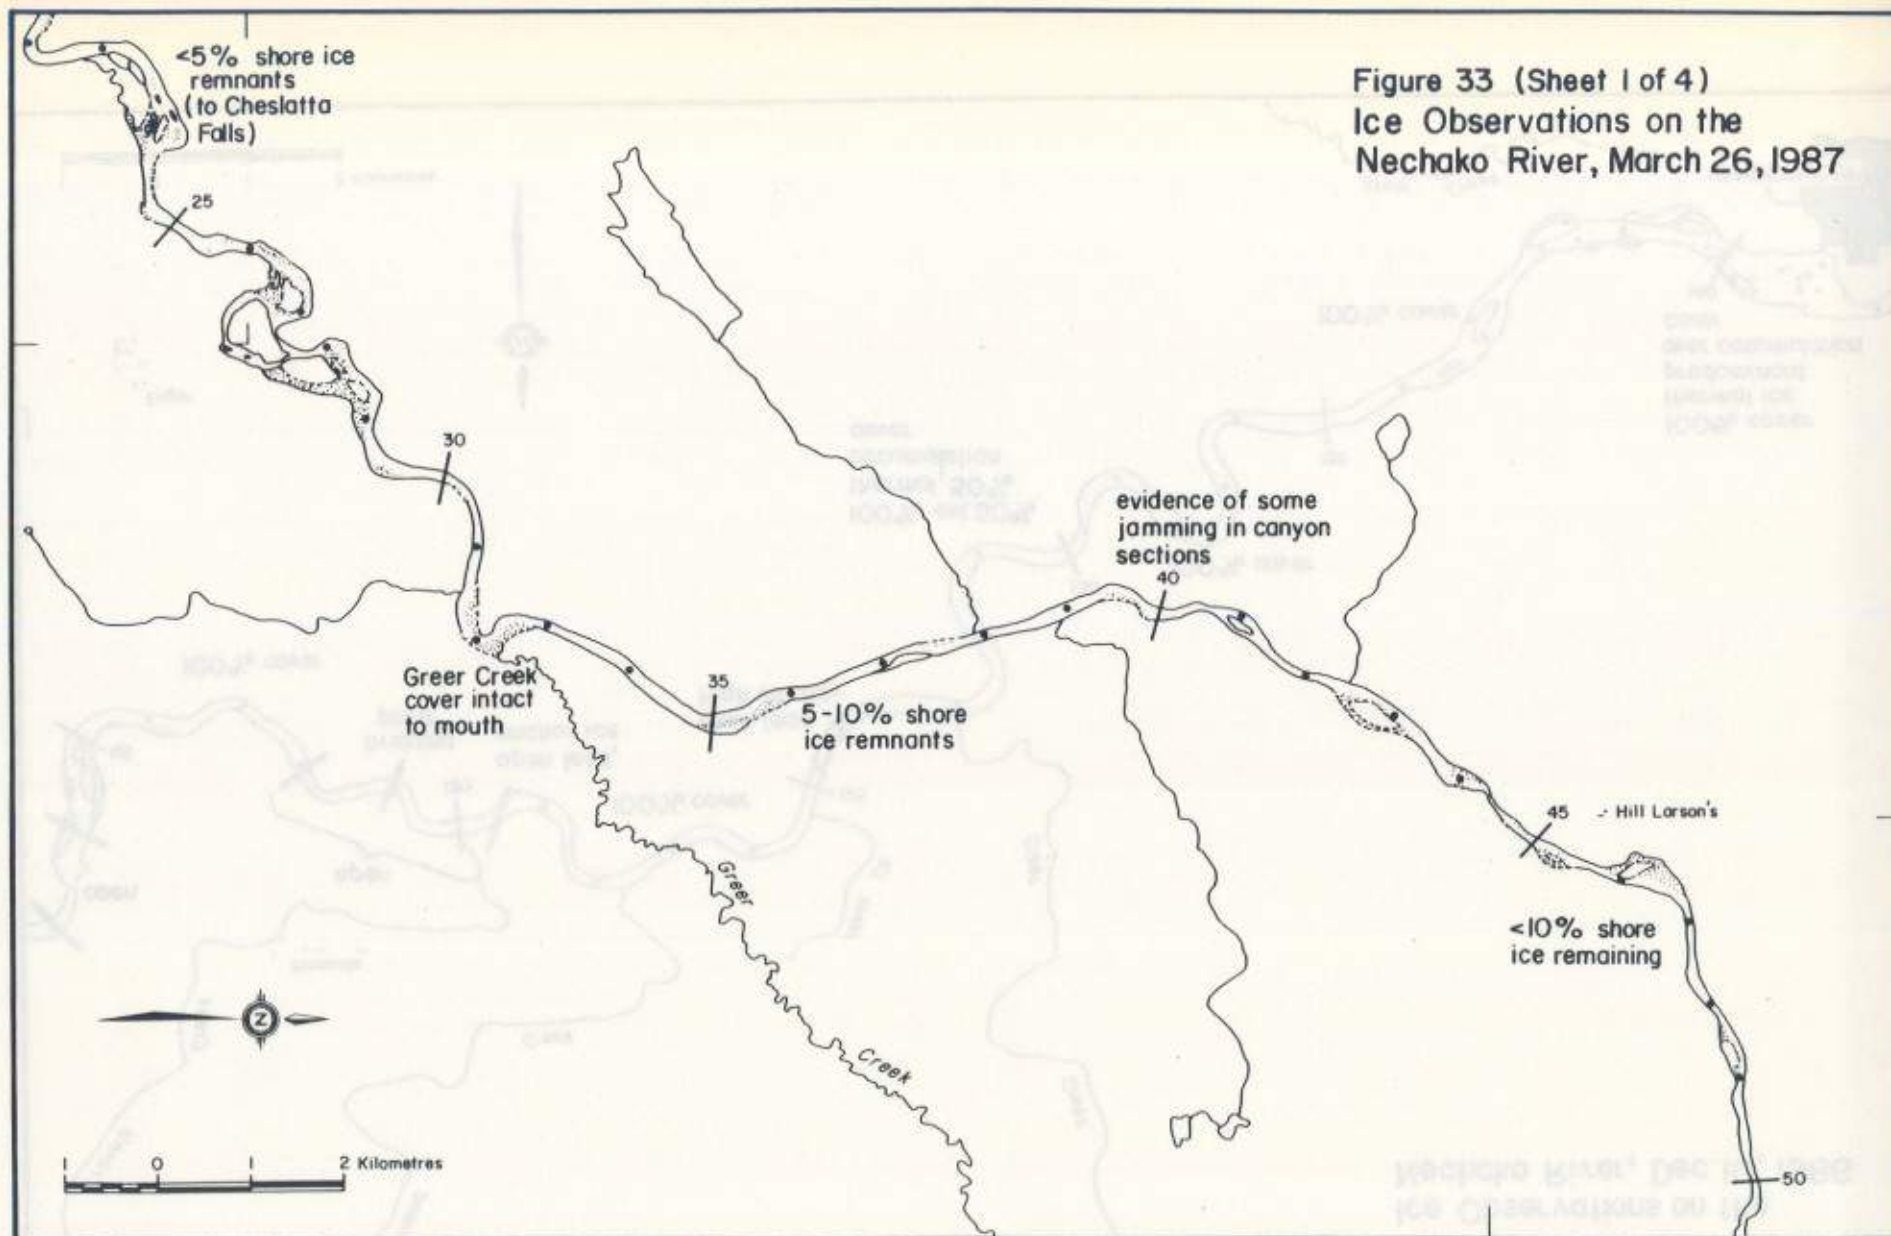 <5% shore ice
remnants
(to Cheslatta
Falls)
Figure 33 (Sheet 1 of 4)
Ice Observations on the
Nechako River, March 26, 1987
25
30
evidence of some
jamming in canyon
sections
40
Greer Creek
cover intact
to mouth
35
5-10% shore
ice remnants
45
Hill Larson's
Greer
Creek
<10% shore
ice remaining
N
1 0 1 2 Kilometres
50